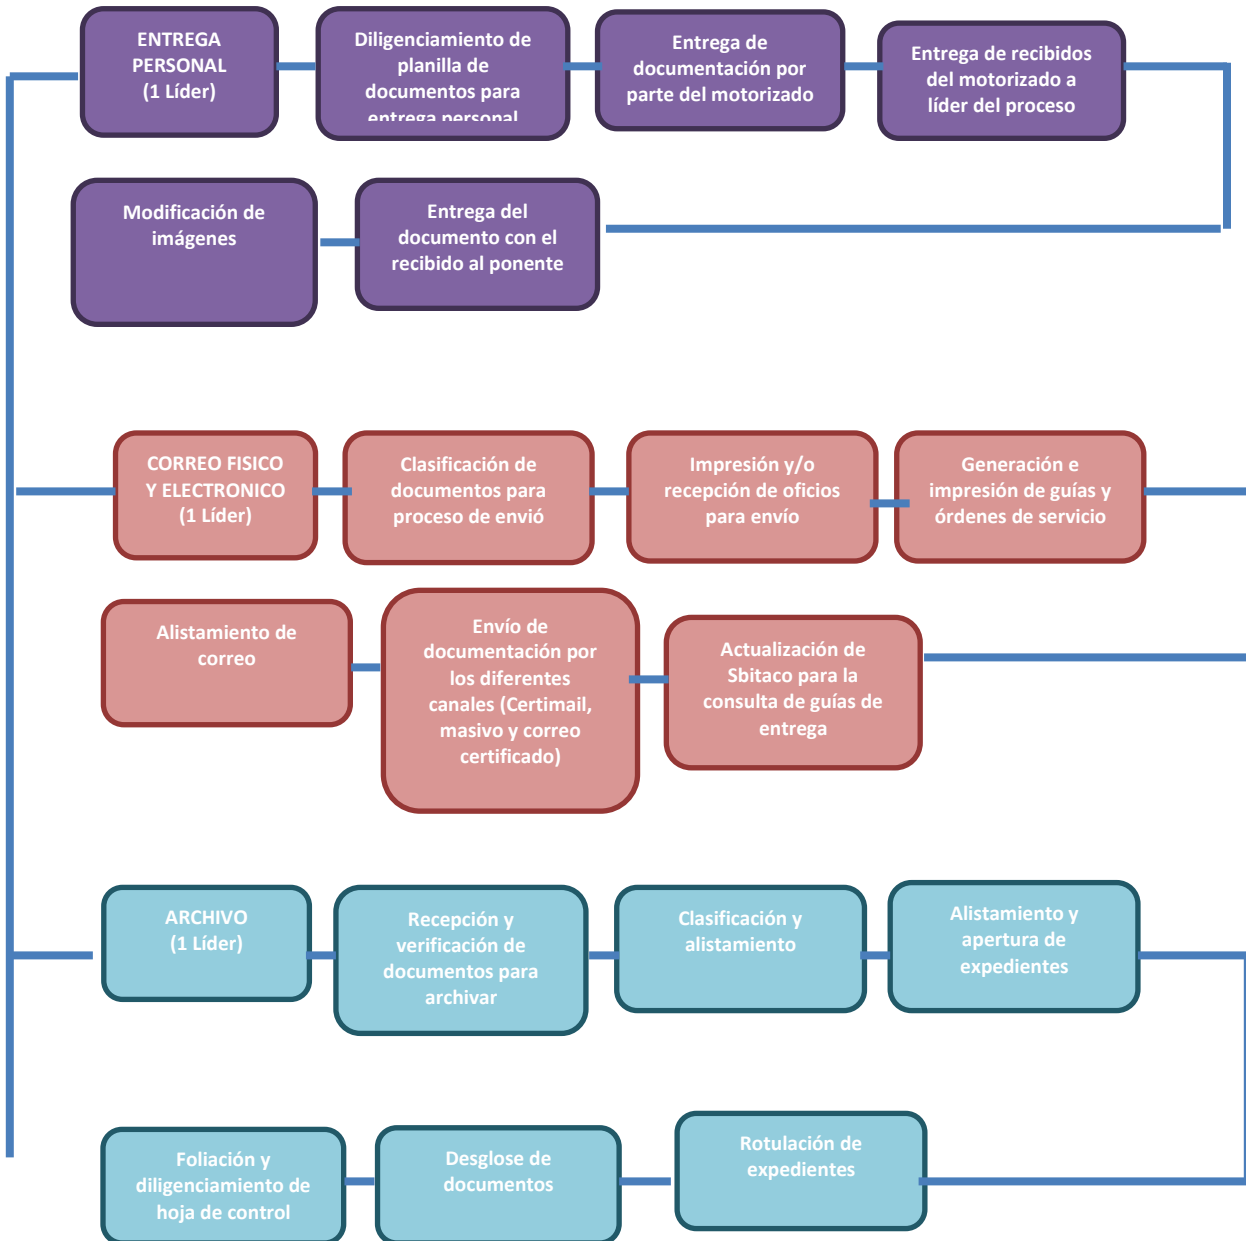 ENTREGA
PERSONAL
(1 Líder)
Diligenciamiento de
planilla de
documentos para
entrega personal
Entrega de
documentación por
parte del motorizado
Entrega de recibidos
del motorizado a
líder del proceso
Modificación de
imágenes
Entrega del
documento con el
recibido al ponente
CORREO FISICO
Y ELECTRONICO
(1 Líder)
Clasificación de
documentos para
proceso de envió
Impresión y/o
recepción de oficios
para envío
Generación e
impresión de guías y
órdenes de servicio
Alistamiento de
correo
Envío de
documentación por
los diferentes
canales (Certimail,
masivo y correo
certificado)
Actualización de
Sbitaco para la
consulta de guías de
entrega
ARCHIVO
(1 Líder)
Recepción y
verificación de
documentos para
archivar
Clasificación y
alistamiento
Alistamiento y
apertura de
expedientes
Foliación y
diligenciamiento de
hoja de control
Desglose de
documentos
Rotulación de
expedientes